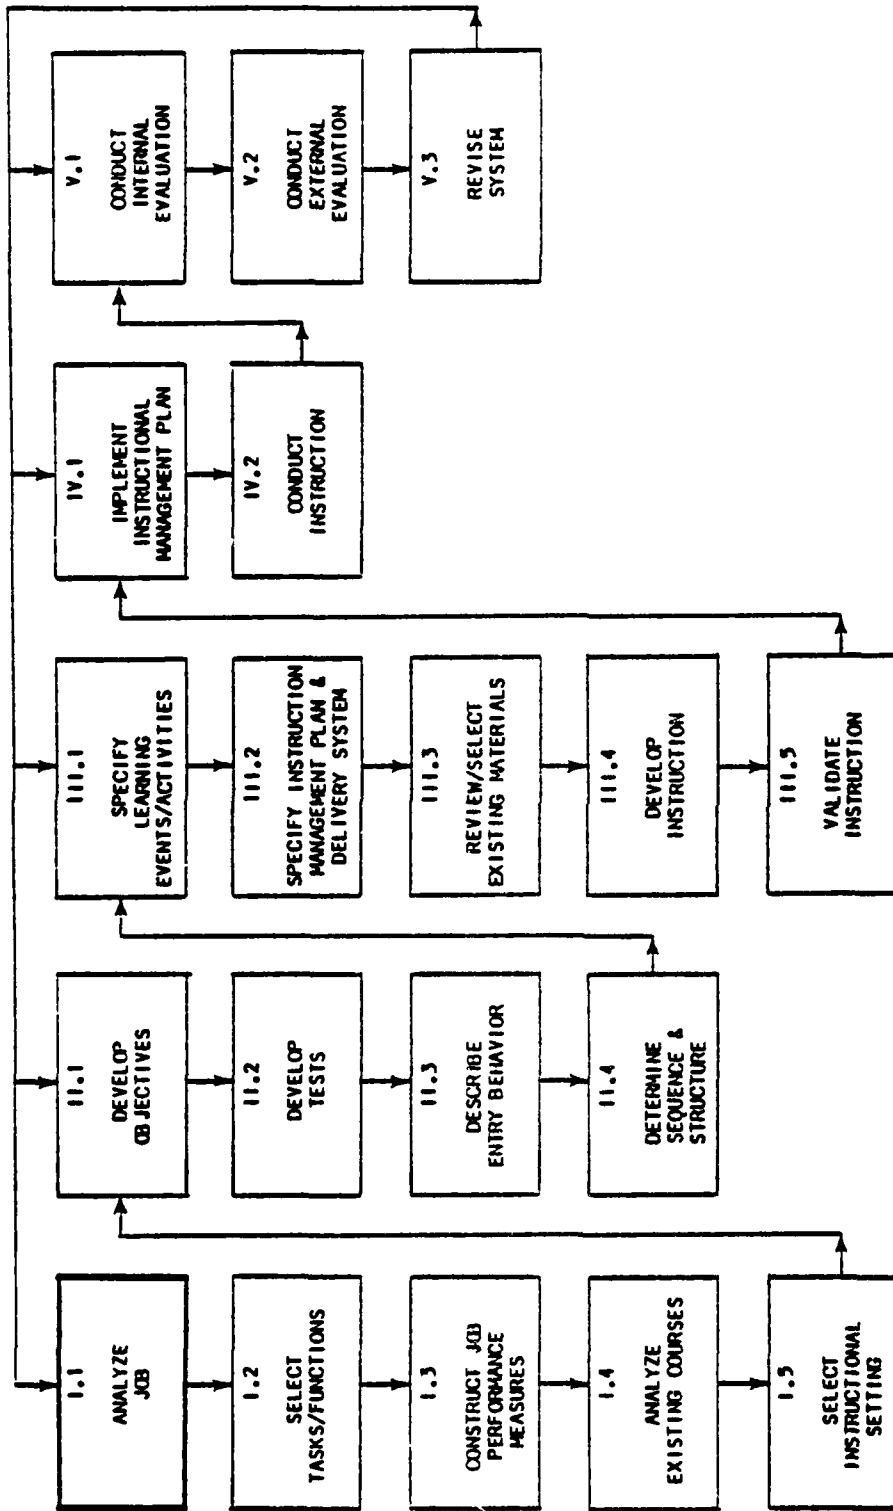 I.1
ANALYZE
JOB
I.2
SELECT
TASKS/FUNCTIONS
I.3
CONSTRUCT JOB
PERFORMANCE
MEASURES
I.4
ANALYZE
EXISTING COURSES
I.5
SELECT
INSTRUCTIONAL
SETTING
II.1
DEVELOP
OBJECTIVES
II.2
DEVELOP
TESTS
II.3
DESCRIBE
ENTRY BEHAVIOR
II.4
DETERMINE
SEQUENCE &
STRUCTURE
III.1
SPECIFY
LEARNING
EVENTS/ACTIVITIES
III.2
SPECIFY INSTRUCTION
MANAGEMENT PLAN &
DELIVERY SYSTEM
III.3
REVIEW/SELECT
EXISTING MATERIALS
III.4
DEVELOP
INSTRUCTION
III.5
VALIDATE
INSTRUCTION
IV.1
IMPLEMENT
INSTRUCTIONAL
MANAGEMENT PLAN
IV.2
CONDUCT
INSTRUCTION
V.1
CONDUCT
INTERNAL
EVALUATION
V.2
CONDUCT
EXTERNAL
EVALUATION
V.3
REVISE
SYSTEM